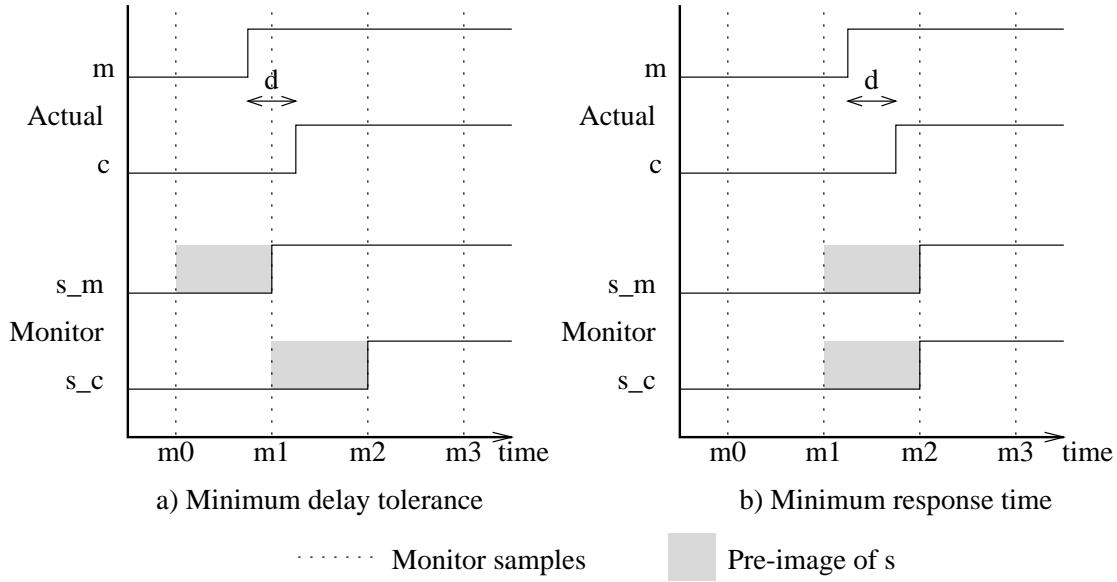 m
d
Actual
c
s_m
Monitor
s_c
m0 m1 m2 m3 time
a) Minimum delay tolerance
m
d
Actual
c
s_m
Monitor
s_c
m0 m1 m2 m3 time
b) Minimum response time
Monitor samples
Pre-image of s